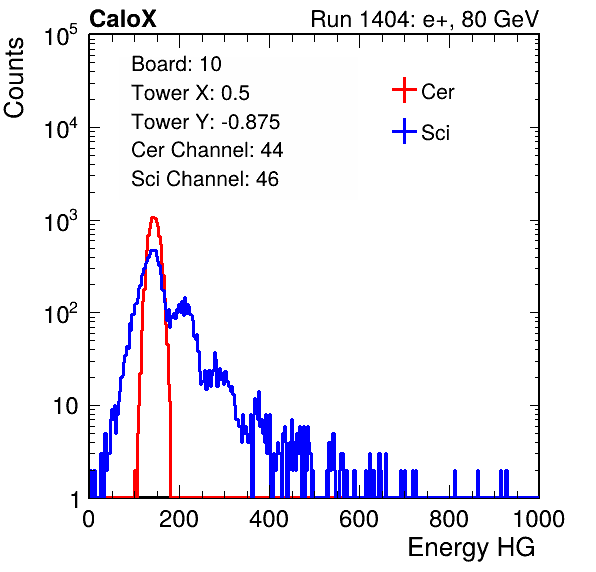 CaloX Run 1404: e+, 80 GeV
Counts
Board: 10
Tower X: 0.5
Tower Y: -0.875
Cer Channel: 44
Sci Channel: 46
Cer
Sci
10^5
10^4
10^3
10^2
10
1
0 200 400 600 800 1000
Energy HG